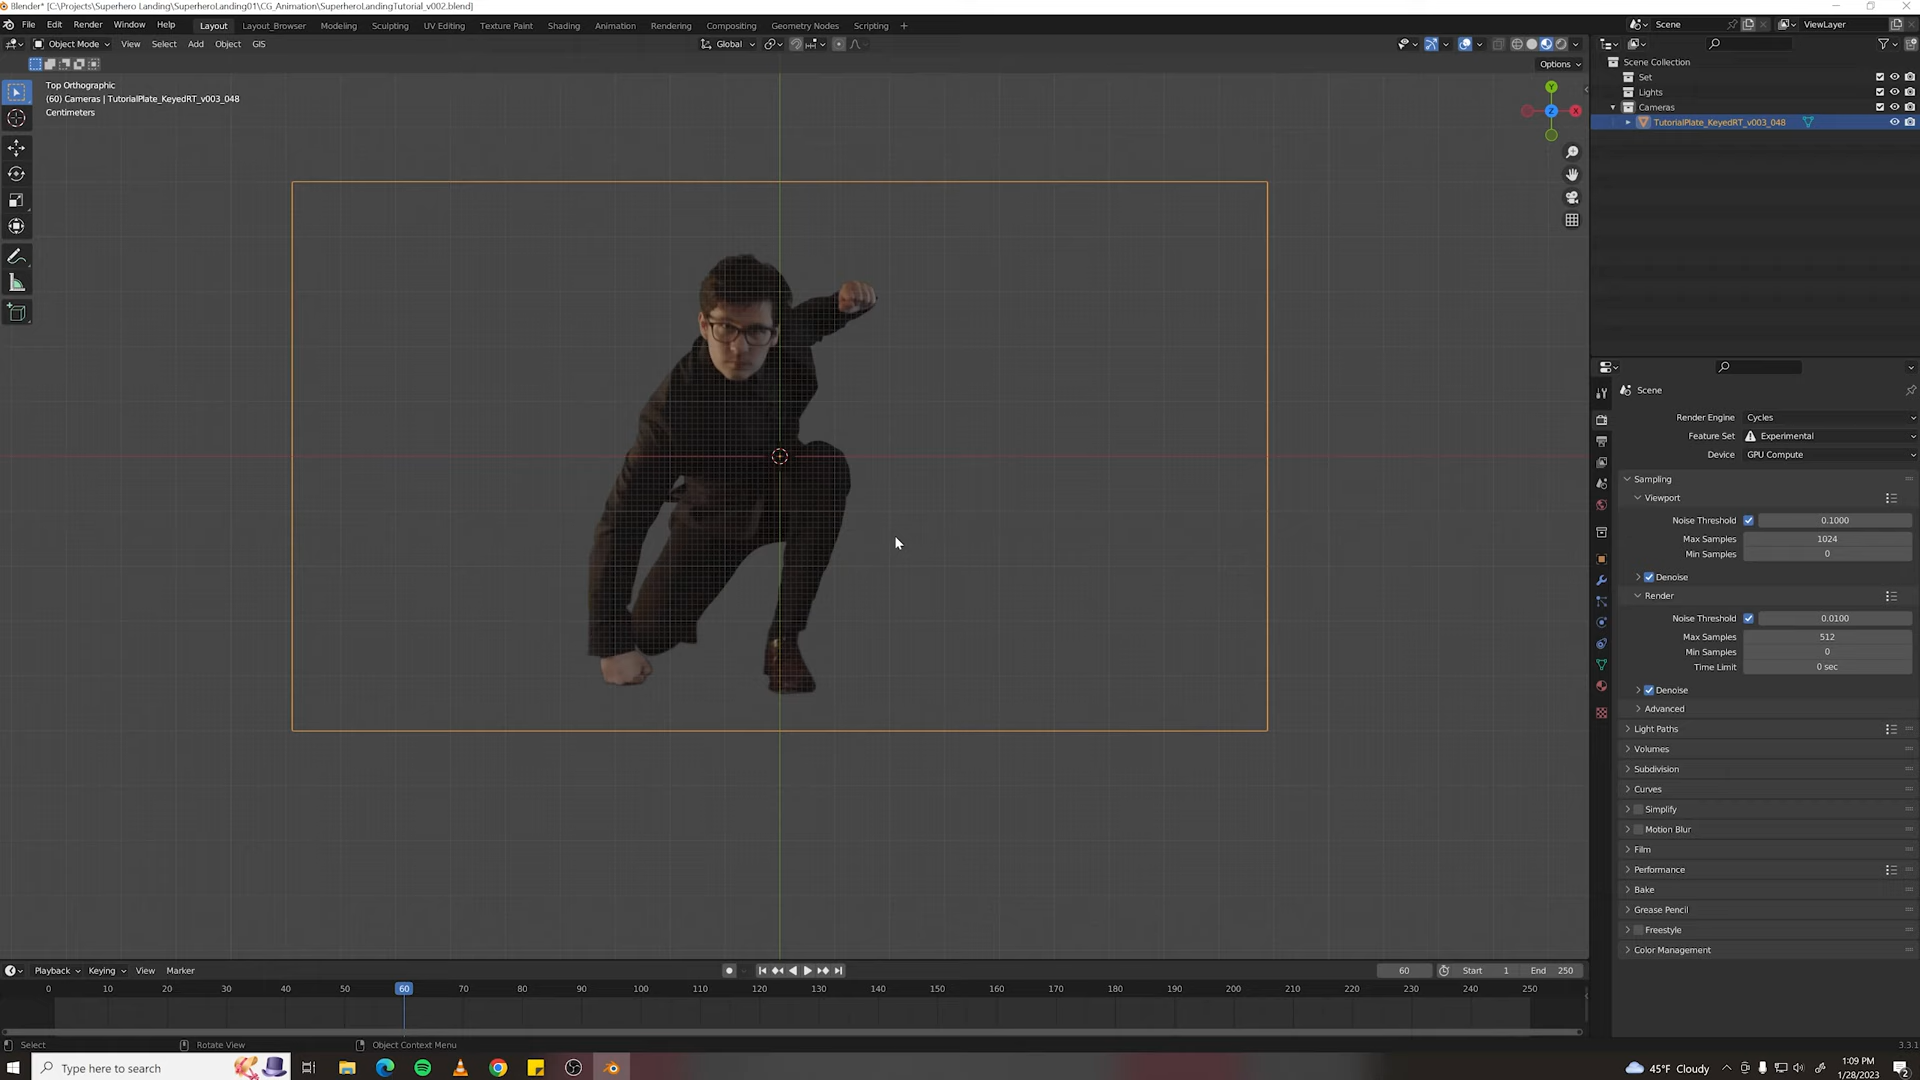 Blender* [C:\Projects\Superhero Landing\SuperheroLanding01\CG_Animation\SuperheroLandingTutorial_v002.blend]
File Edit Render Window Help Layout Layout_Browser Modeling Sculpting UV Editing Texture Paint Shading Animation Rendering Compositing Geometry Nodes Scripting + Scene ViewLayer
Object Mode View Select Add Object GIS Global
Options
Top Orthographic
(60) Cameras | TutorialPlate_KeyedRT_v003_048
Centimeters
Y
Z
X
Scene Collection
Set
Lights
Cameras
TutorialPlate_KeyedRT_v003_048
Scene
Render Engine Cycles
Feature Set Experimental
Device GPU Compute
Sampling
Viewport
Noise Threshold 0.1000
Max Samples 1024
Min Samples 0
Denoise
Render
Noise Threshold 0.0100
Max Samples 512
Min Samples 0
Time Limit 0 sec
Denoise
Advanced
Light Paths
Volumes
Subdivision
Curves
Simplify
Motion Blur
Film
Performance
Bake
Grease Pencil
Freestyle
Color Management
Playback Keying View Marker 60 Start 1 End 250
0 10 20 30 40 50 60 70 80 90 100 110 120 130 140 150 160 170 180 190 200 210 220 230 240 250
Select Rotate View Object Context Menu 3.3.1
Type here to search 45°F Cloudy 1:09 PM
1/28/2023 2